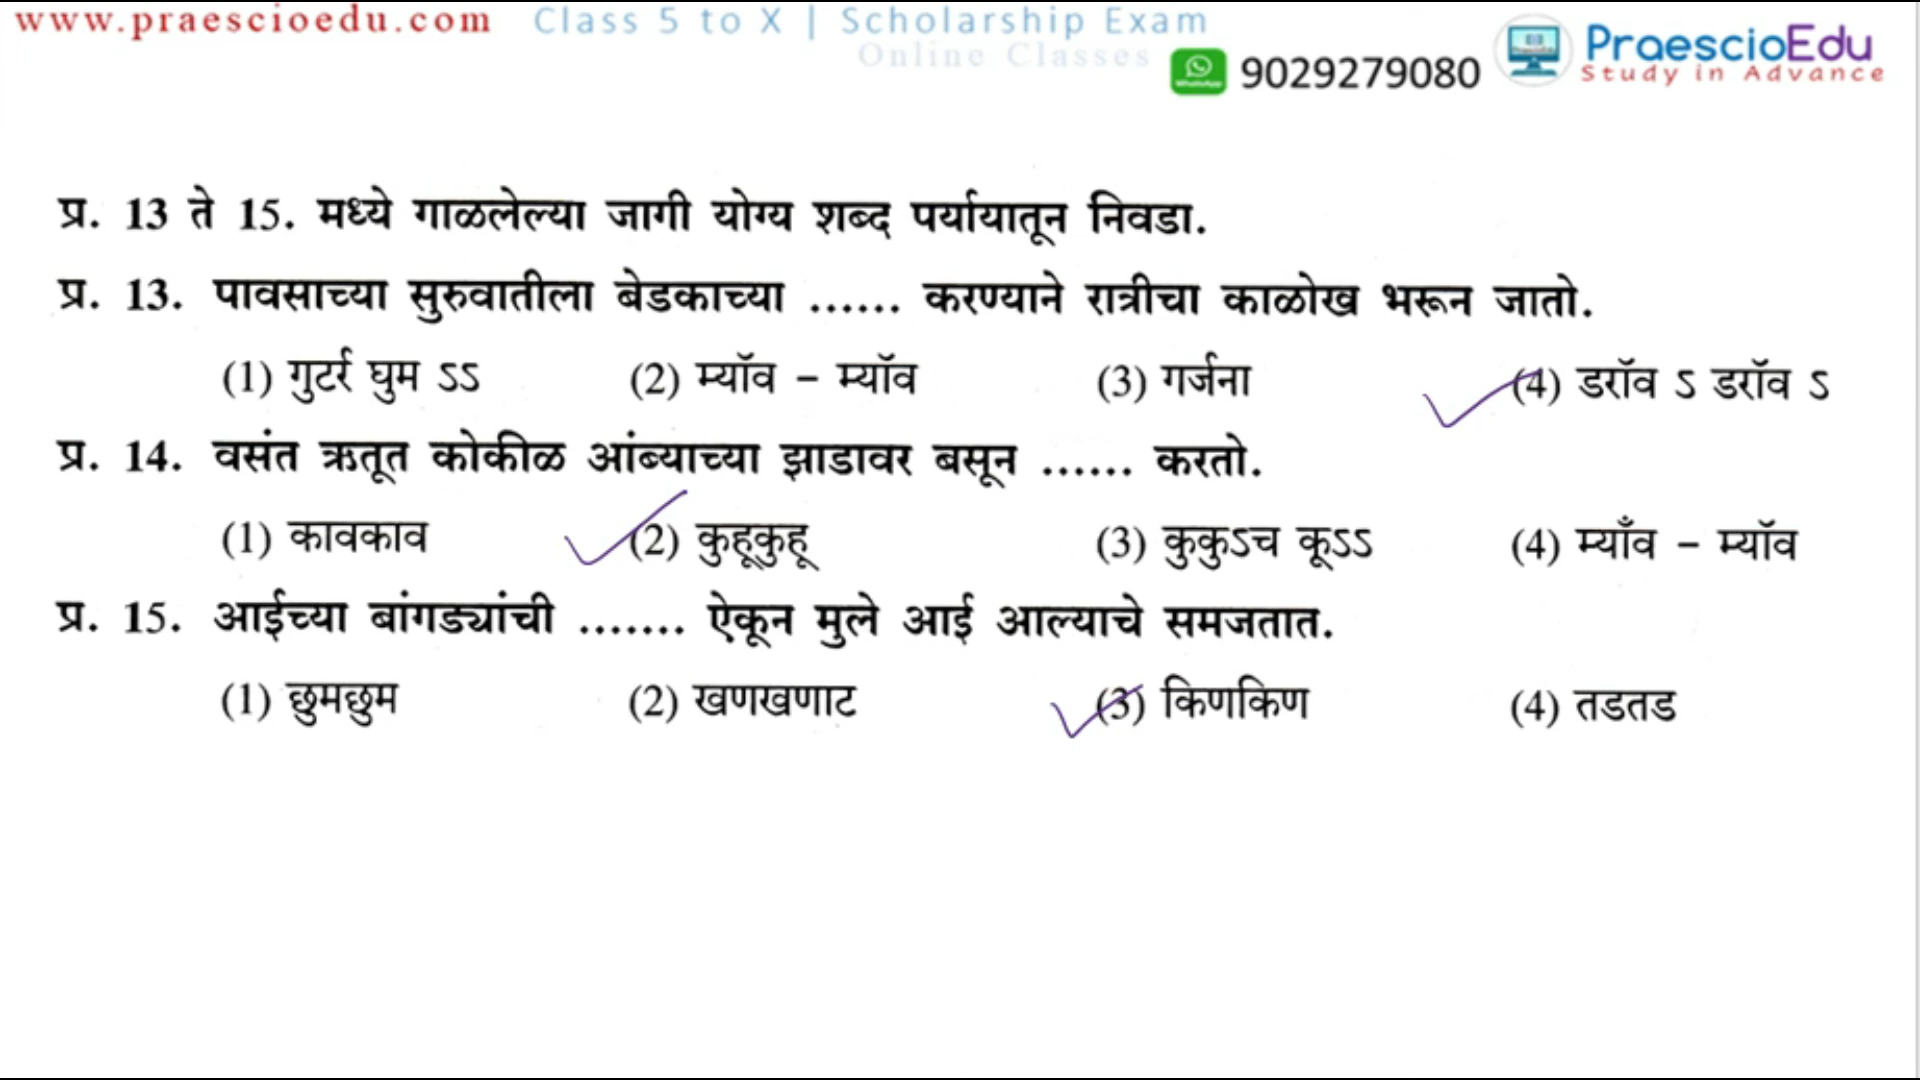 www.praescioedu.com Class 5 to X | Scholarship Exam
Online Classes
9029279080 PraescioEdu
Study in Advance
प्र. 13 ते 15. मध्ये गाळलेल्या जागी योग्य शब्द पर्यायातून निवडा.
प्र. 13. पावसाच्या सुरुवातीला बेडकाच्या ...... करण्याने रात्रीचा काळोख भरून जातो.
(1) गुटर्र घुम ऽऽ (2) म्यॉव – म्यॉव (3) गर्जना (4) डरॉव ऽ डरॉव ऽ
प्र. 14. वसंत ऋतूत कोकीळ आंब्याच्या झाडावर बसून ...... करतो.
(1) कावकाव (2) कुहूकुहू (3) कुकुऽच कूऽऽ (4) म्याँव – म्यॉव
प्र. 15. आईच्या बांगड्यांची ....... ऐकून मुले आई आल्याचे समजतात.
(1) छुमछुम (2) खणखणाट (3) किणकिण (4) तडतड